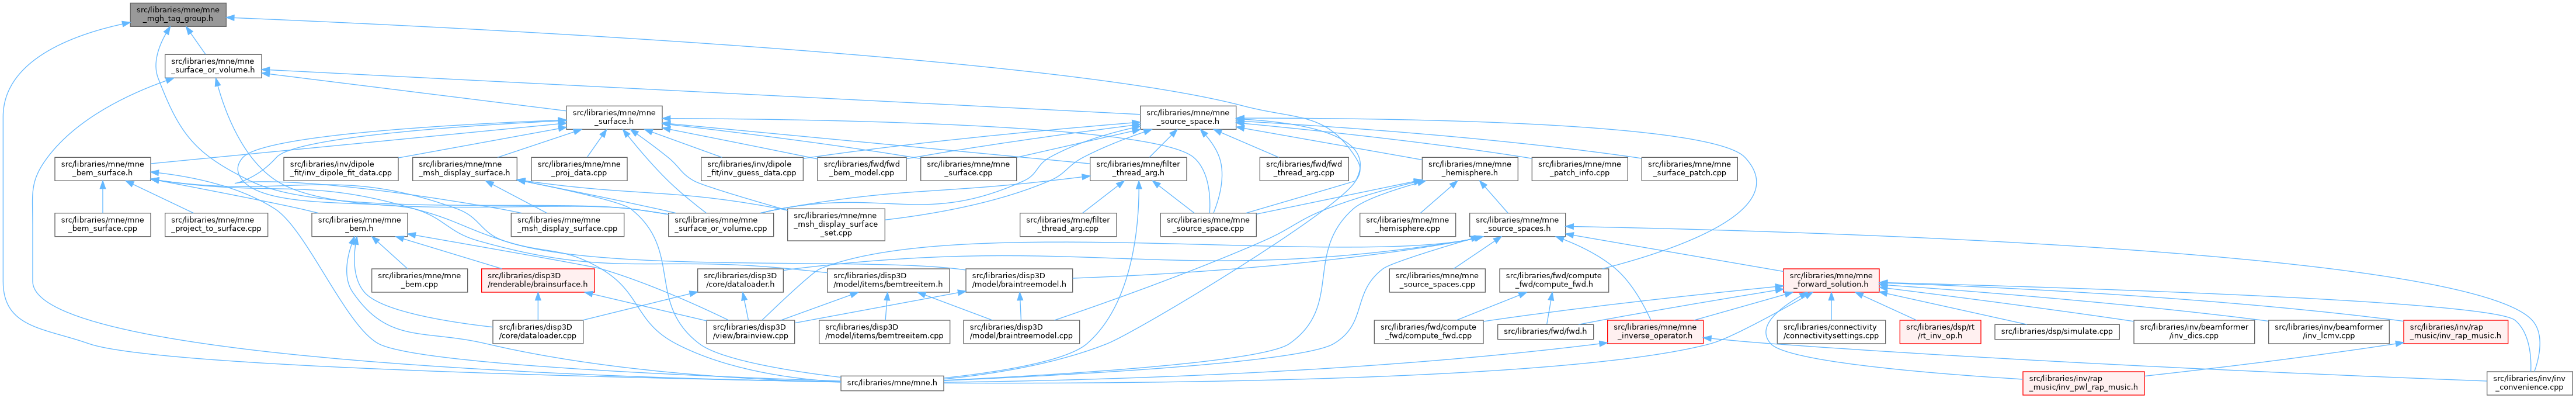 src/libraries/mne/mne
_mgh_tag_group.h
src/libraries/mne/mne
_surface_or_volume.h
src/libraries/mne/mne
_surface.h
src/libraries/mne/mne
_source_space.h
src/libraries/mne/mne
_bem_surface.h
src/libraries/inv/dipole
_fit/inv_dipole_fit_data.cpp
src/libraries/mne/mne
_msh_display_surface.h
src/libraries/mne/mne
_proj_data.cpp
src/libraries/inv/dipole
_fit/inv_guess_data.cpp
src/libraries/fwd/fwd
_bem_model.cpp
src/libraries/mne/mne
_surface.cpp
src/libraries/mne/filter
_thread_arg.h
src/libraries/fwd/fwd
_thread_arg.cpp
src/libraries/mne/mne
_hemisphere.h
src/libraries/mne/mne
_patch_info.cpp
src/libraries/mne/mne
_surface_patch.cpp
src/libraries/mne/mne
_bem_surface.cpp
src/libraries/mne/mne
_project_to_surface.cpp
src/libraries/mne/mne
_bem.h
src/libraries/mne/mne
_msh_display_surface.cpp
src/libraries/mne/mne
_surface_or_volume.cpp
src/libraries/mne/mne
_msh_display_surface
_set.cpp
src/libraries/mne/filter
_thread_arg.cpp
src/libraries/mne/mne
_source_space.cpp
src/libraries/mne/mne
_hemisphere.cpp
src/libraries/mne/mne
_source_spaces.h
src/libraries/mne/mne
_bem.cpp
src/libraries/disp3D
/renderable/brainsurface.h
src/libraries/disp3D
/core/dataloader.h
src/libraries/disp3D
/model/items/bemtreeitem.h
src/libraries/disp3D
/model/braintreemodel.h
src/libraries/mne/mne
_source_spaces.cpp
src/libraries/fwd/compute
_fwd/compute_fwd.h
src/libraries/mne/mne
_forward_solution.h
src/libraries/disp3D
/core/dataloader.cpp
src/libraries/disp3D
/view/brainview.cpp
src/libraries/disp3D
/model/items/bemtreeitem.cpp
src/libraries/disp3D
/model/braintreemodel.cpp
src/libraries/fwd/compute
_fwd/compute_fwd.cpp
src/libraries/fwd/fwd.h
src/libraries/mne/mne
_inverse_operator.h
src/libraries/connectivity
/connectivitysettings.cpp
src/libraries/dsp/rt
/rt_inv_op.h
src/libraries/dsp/simulate.cpp
src/libraries/inv/beamformer
/inv_dics.cpp
src/libraries/inv/beamformer
/inv_lcmv.cpp
src/libraries/inv/rap
_music/inv_rap_music.h
src/libraries/mne/mne.h
src/libraries/inv/rap
_music/inv_pwl_rap_music.h
src/libraries/inv/inv
_convenience.cpp